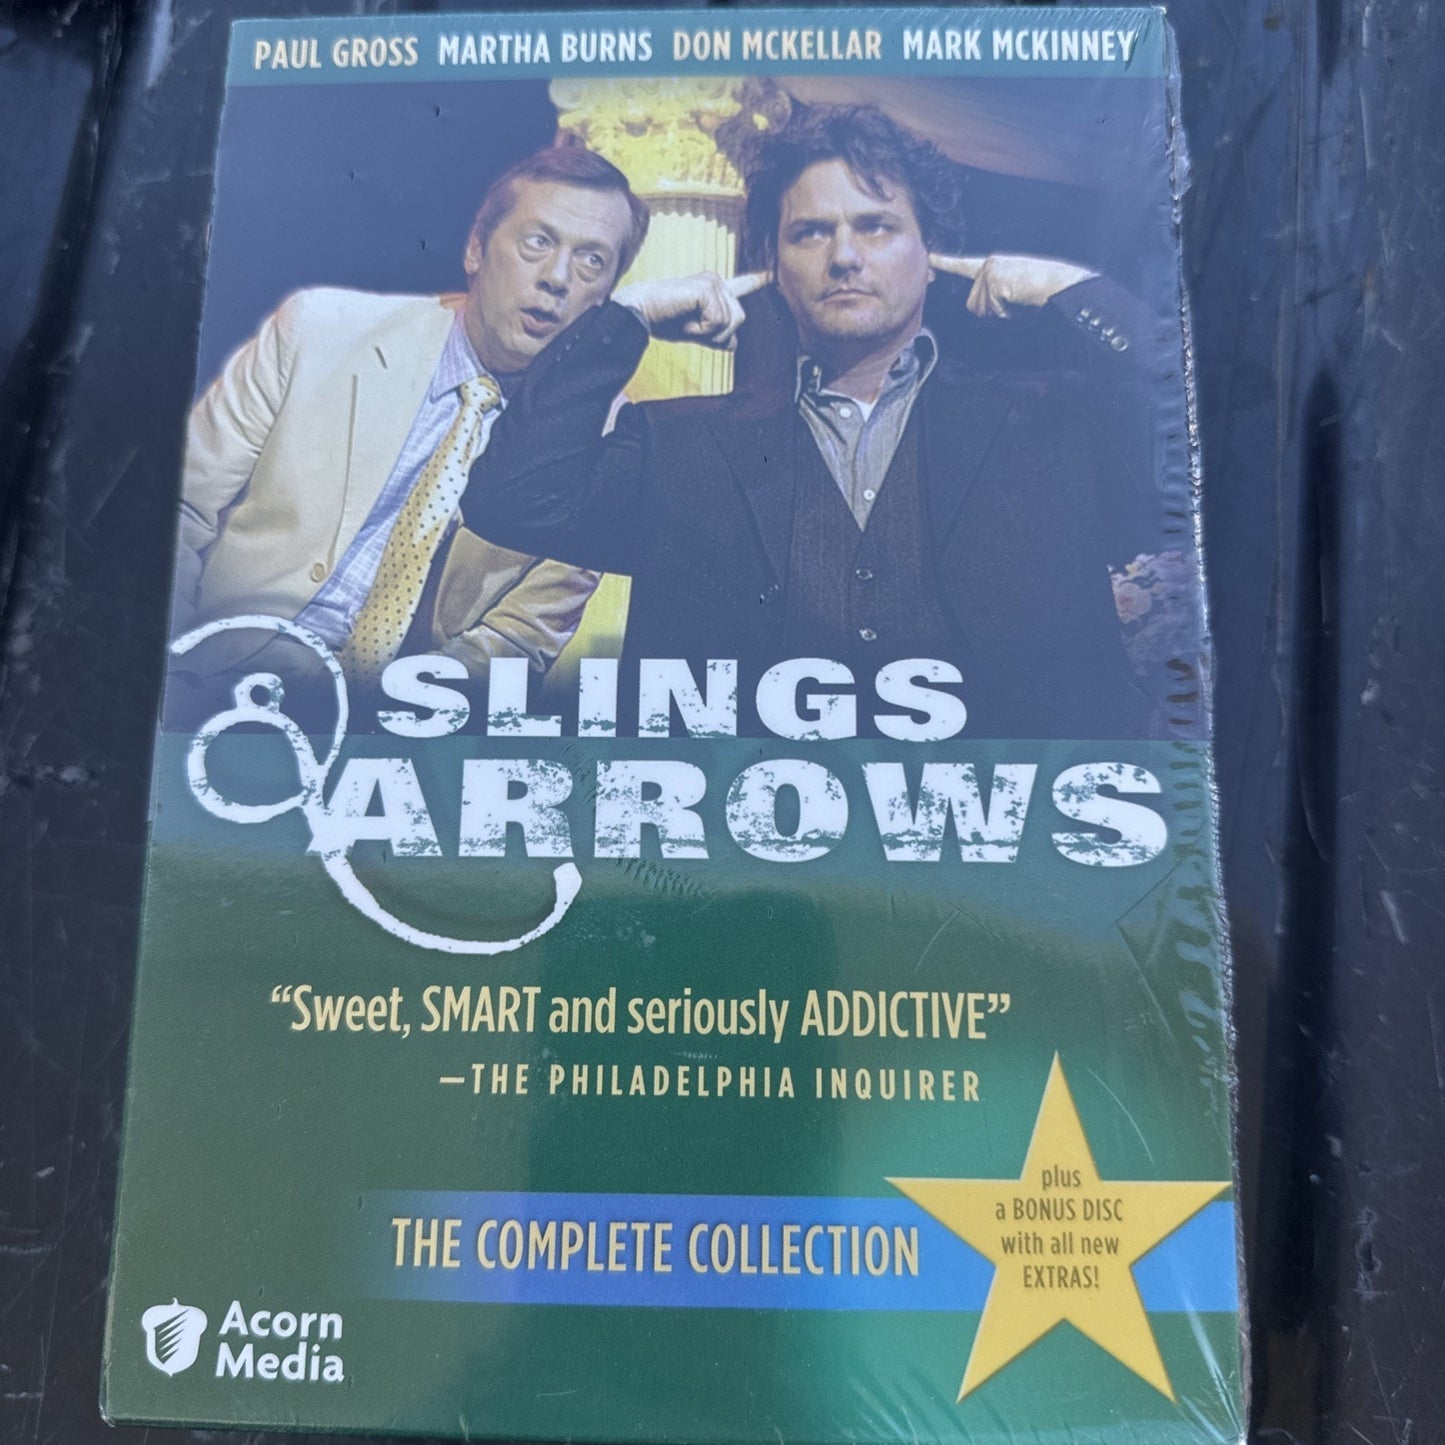 PAUL GROSS MARTHA BURNS DON MCKELLAR MARK MCKINNEY
SLINGS
& ARROWS
“Sweet, SMART and seriously ADDICTIVE”
—THE PHILADELPHIA INQUIRER
plus
a BONUS DISC
with all new
EXTRAS!
THE COMPLETE COLLECTION
Acorn
Media